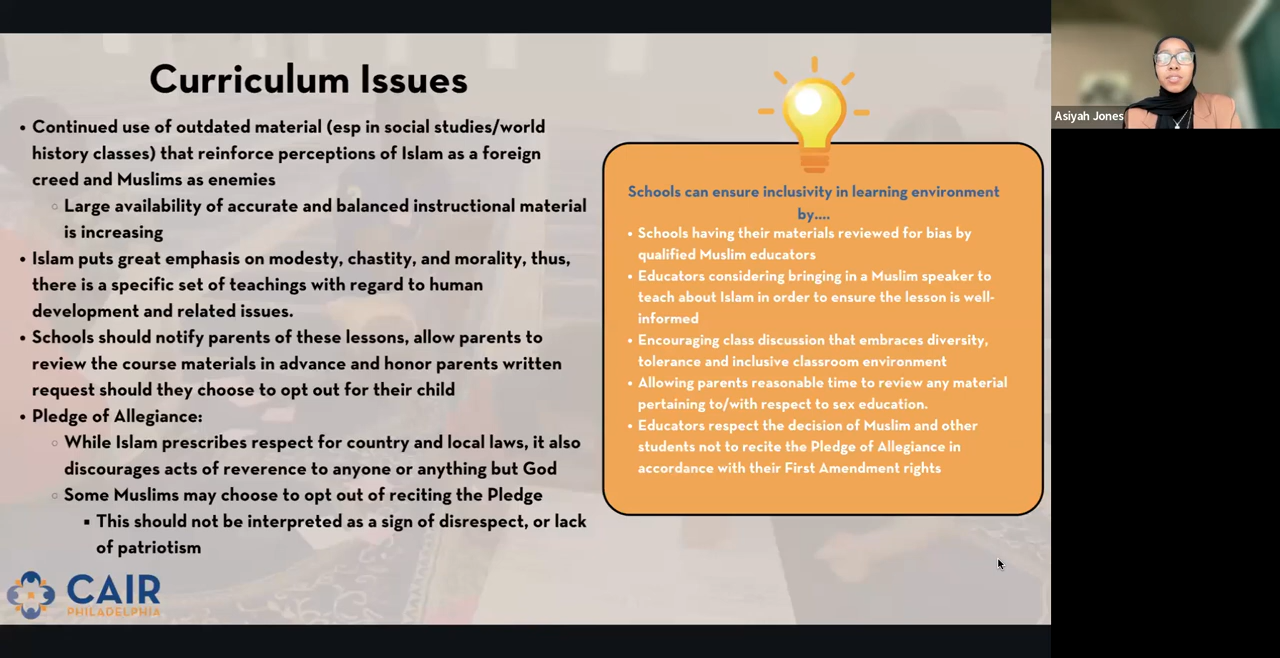 Curriculum Issues
• Continued use of outdated material (esp in social studies/world
history classes) that reinforce perceptions of Islam as a foreign
creed and Muslims as enemies
◦ Large availability of accurate and balanced instructional material
is increasing
• Islam puts great emphasis on modesty, chastity, and morality, thus,
there is a specific set of teachings with regard to human
development and related issues.
• Schools should notify parents of these lessons, allow parents to
review the course materials in advance and honor parents written
request should they choose to opt out for their child
• Pledge of Allegiance:
◦ While Islam prescribes respect for country and local laws, it also
discourages acts of reverence to anyone or anything but God
◦ Some Muslims may choose to opt out of reciting the Pledge
▪ This should not be interpreted as a sign of disrespect, or lack
of patriotism
CAIR
PHILADELPHIA
Schools can ensure inclusivity in learning environment
by....
• Schools having their materials reviewed for bias by
qualified Muslim educators
• Educators considering bringing in a Muslim speaker to
teach about Islam in order to ensure the lesson is well-
informed
• Encouraging class discussion that embraces diversity,
tolerance and inclusive classroom environment
• Allowing parents reasonable time to review any material
pertaining to/with respect to sex education.
• Educators respect the decision of Muslim and other
students not to recite the Pledge of Allegiance in
accordance with their First Amendment rights
Asiyah Jones